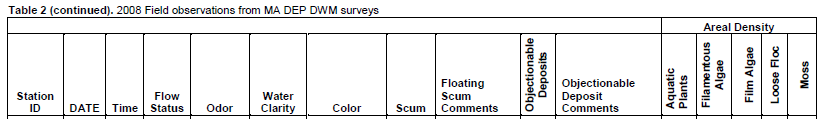 Table 2 (continued). 2008 Field observations from MA DEP DWM surveys
Areal Density
Station
ID
DATE
Time
Flow
Status
Odor
Water
Clarity
Color
Scum
Floating
Scum
Comments
Objectionable
Deposits
Objectionable
Deposit
Comments
Aquatic
Plants
Filamentous
Algae
Film Algae
Loose Floc
Moss